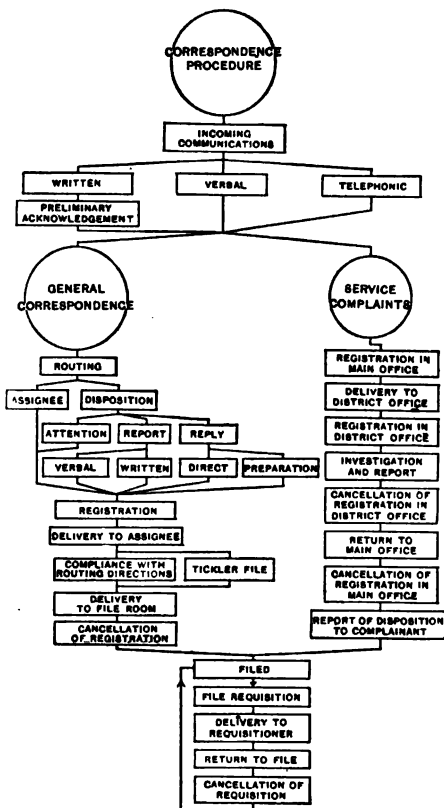 CORRESPONDENCE
PROCEDURE
INCOMING
COMMUNICATIONS
WRITTEN
VERBAL
TELEPHONIC
PRELIMINARY
ACKNOWLEDGEMENT
GENERAL
CORRESPONDENCE
ROUTING
ASSIGNEE
DISPOSITION
ATTENTION
REPORT
REPLY
VERBAL
WRITTEN
DIRECT
PREPARATION
REGISTRATION
DELIVERY TO ASSIGNEE
COMPLIANCE WITH
ROUTING DIRECTIONS
TICKLER FILE
DELIVERY
TO FILE ROOM
CANCELLATION
OF REGISTRATION
SERVICE
COMPLAINTS
REGISTRATION IN
MAIN OFFICE
DELIVERY TO
DISTRICT OFFICE
REGISTRATION IN
DISTRICT OFFICE
INVESTIGATION
AND REPORT
CANCELLATION OF
REGISTRATION IN
DISTRICT OFFICE
RETURN TO
MAIN OFFICE
CANCELLATION OF
REGISTRATION IN
MAIN OFFICE
REPORT OF DISPOSITION
TO COMPLAINANT
FILED
FILE REQUISITION
DELIVERY TO
REQUISITIONER
RETURN TO FILE
CANCELLATION OF
REQUISITION